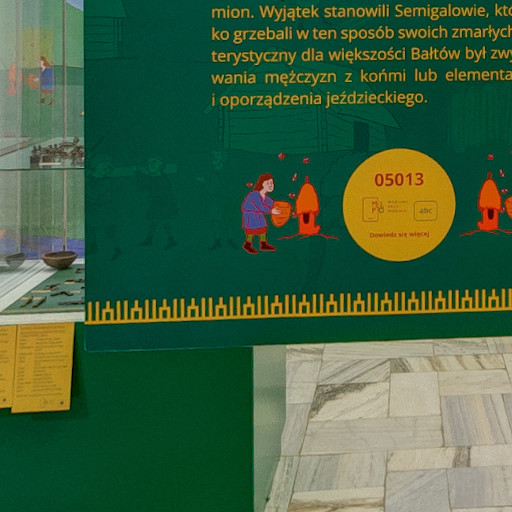 mion. Wyjątek stanowili Semigalowie, któ
ko grzebali w ten sposób swoich zmarłych
terystyczny dla większości Bałtów był zwy
wania mężczyzn z końmi lub elementa
i oporządzenia jeździeckiego.
05013
abc
Dowiedz się więcej